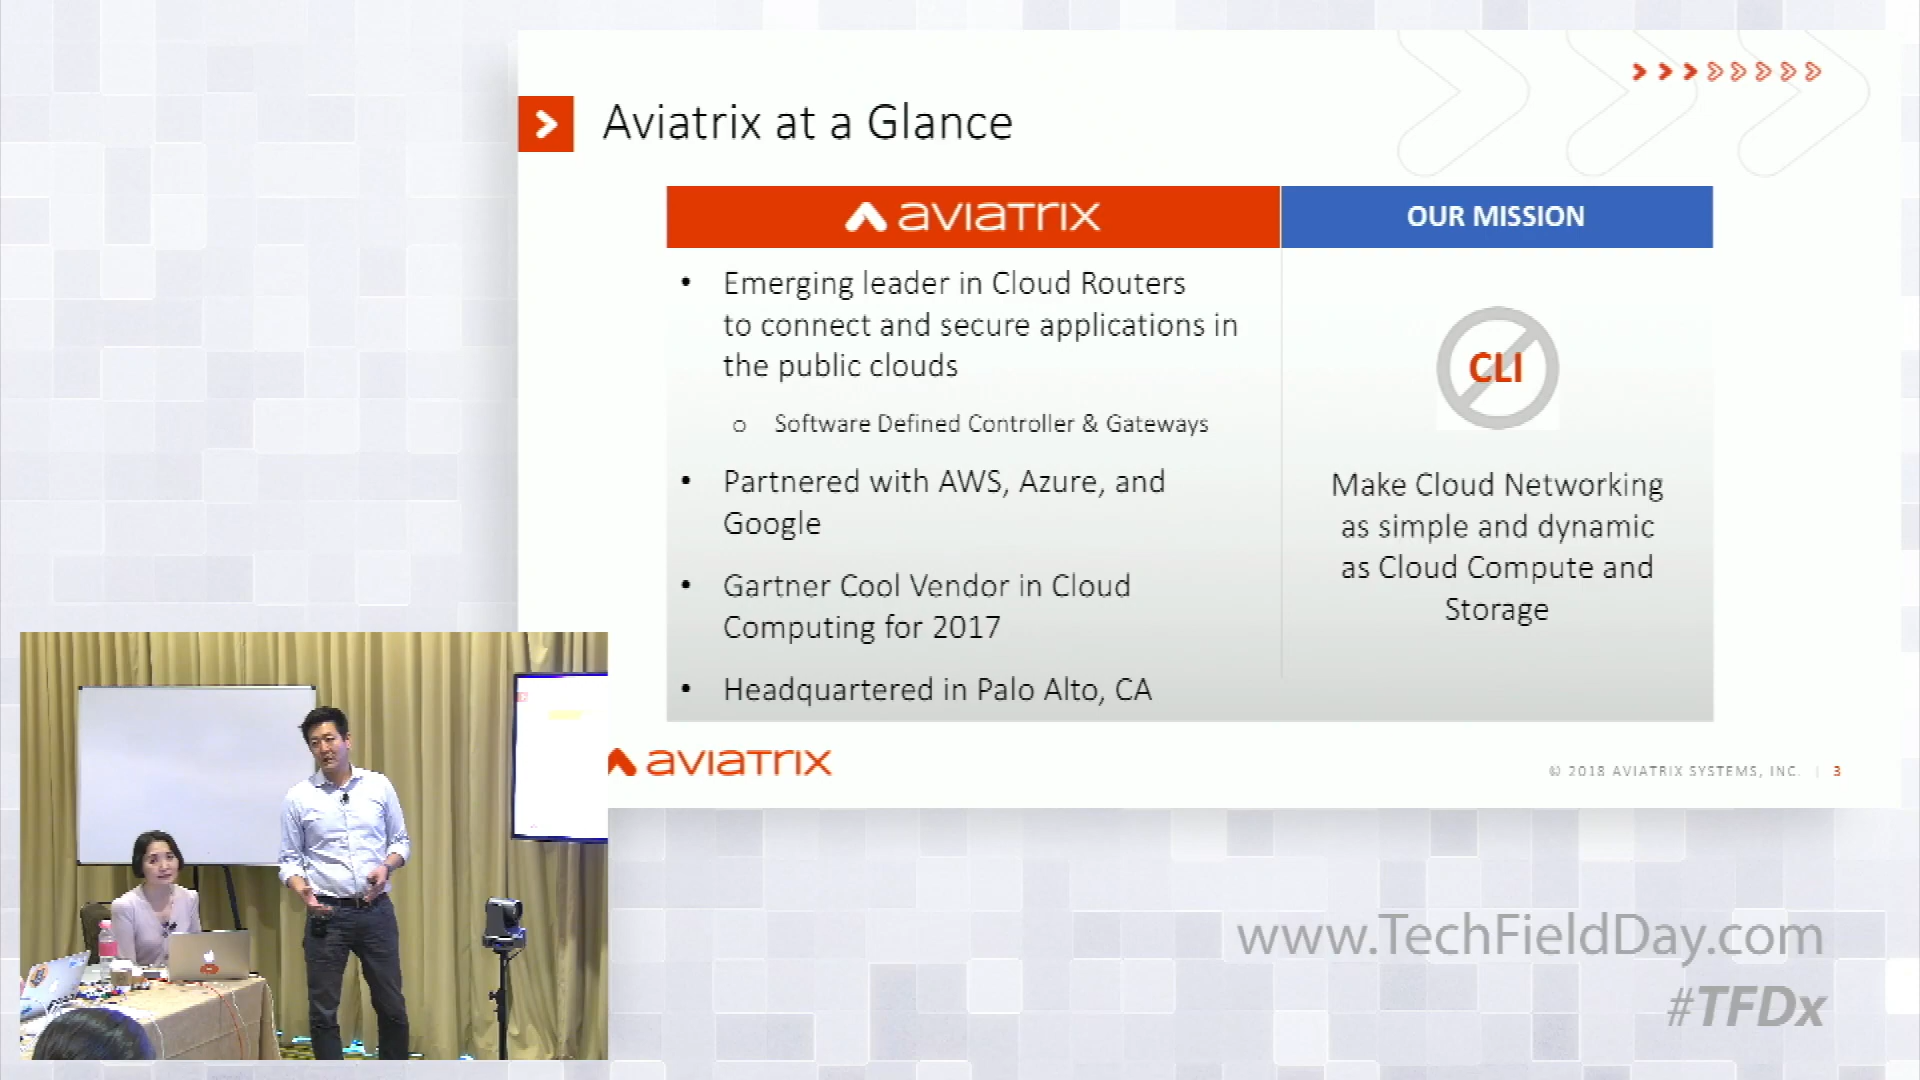 Aviatrix at a Glance
aviatrix
OUR MISSION
• Emerging leader in Cloud Routers
to connect and secure applications in
the public clouds
o Software Defined Controller & Gateways
• Partnered with AWS, Azure, and
Google
• Gartner Cool Vendor in Cloud
Computing for 2017
• Headquartered in Palo Alto, CA
CLI
Make Cloud Networking
as simple and dynamic
as Cloud Compute and
Storage
aviatrix
© 2018 AVIATRIX SYSTEMS, INC. | 3
www.TechFieldDay.com
#TFDx